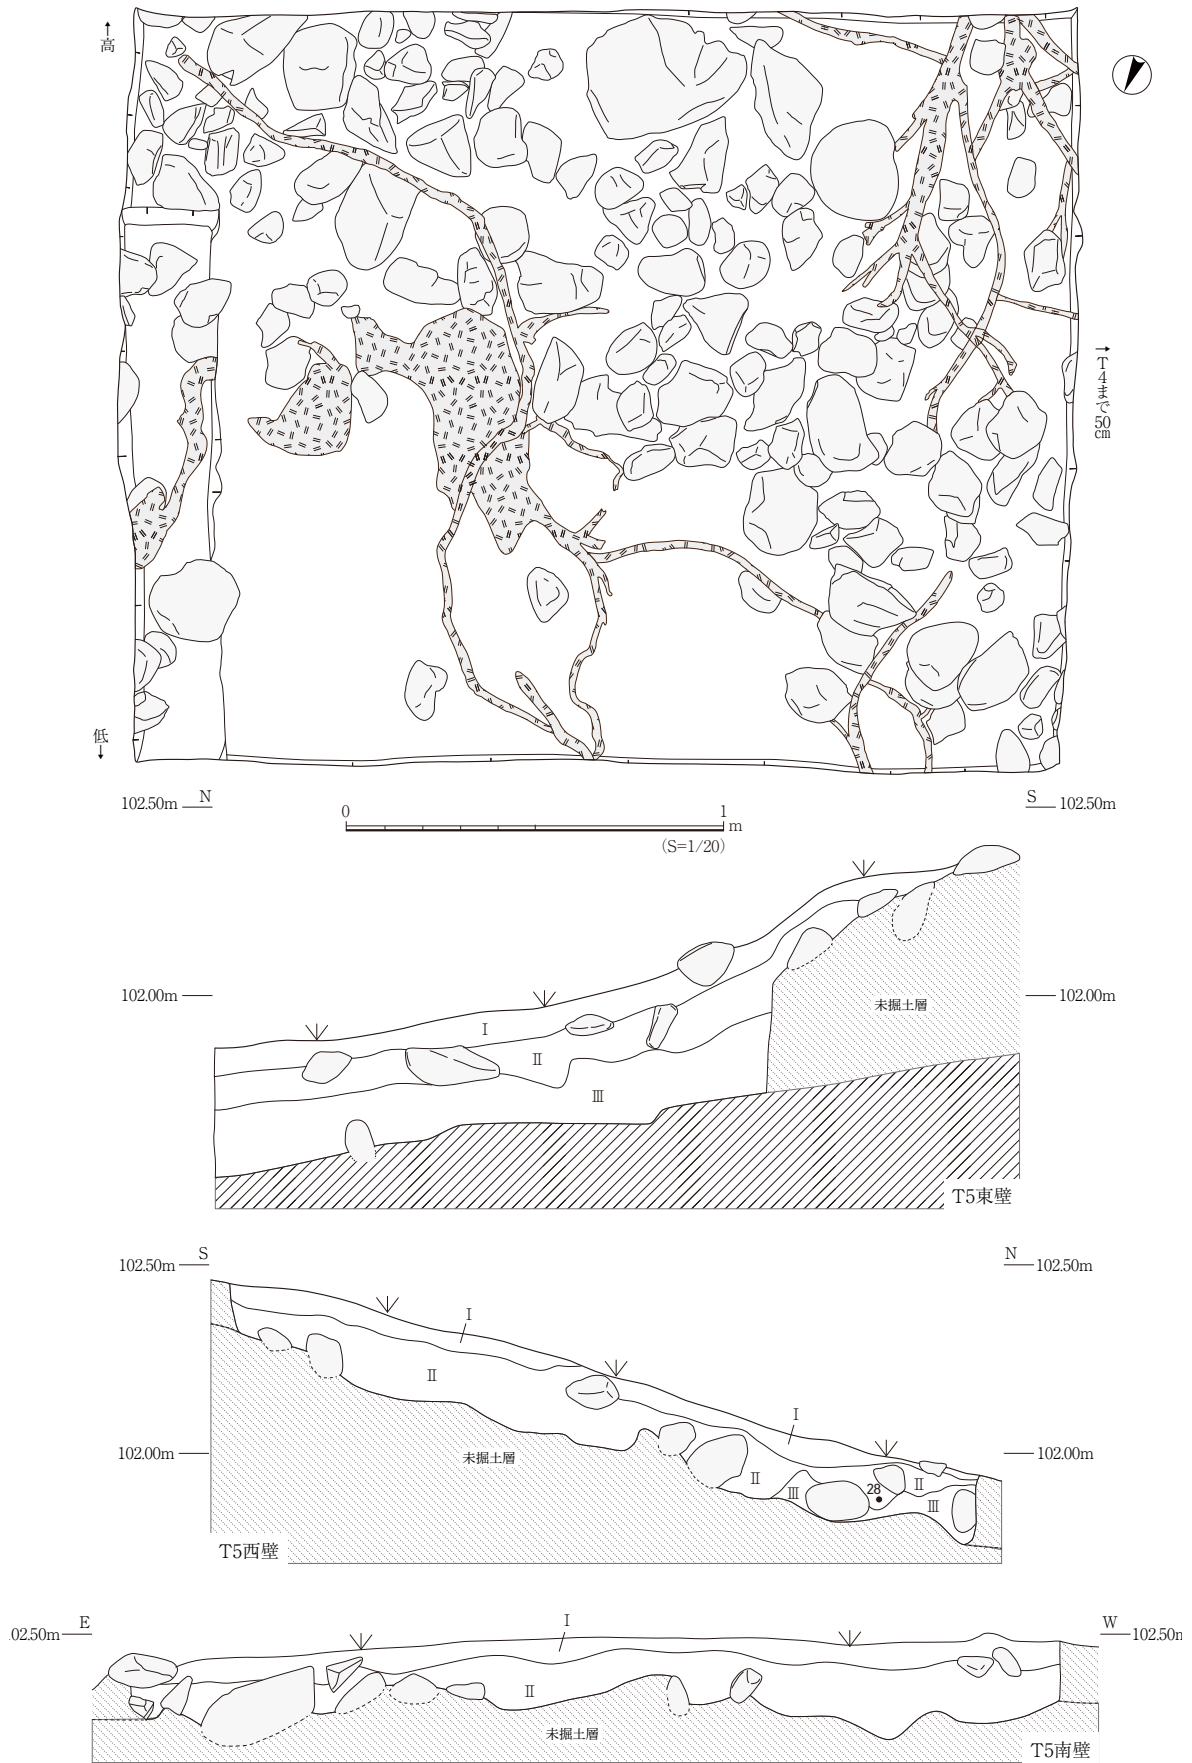 ↑高
→T4まで50cm
低↓
102.50m N
S 102.50m
0 1
m
(S=1/20)
102.00m
102.00m
未掘土層
Ⅰ
Ⅱ
Ⅲ
T5東壁
102.50m S
N 102.50m
Ⅰ
Ⅱ
Ⅰ
102.00m
102.00m
未掘土層
Ⅱ
Ⅲ
28
Ⅱ
Ⅲ
T5西壁
02.50m E
Ⅰ
W 102.50m
Ⅱ
未掘土層
T5南壁